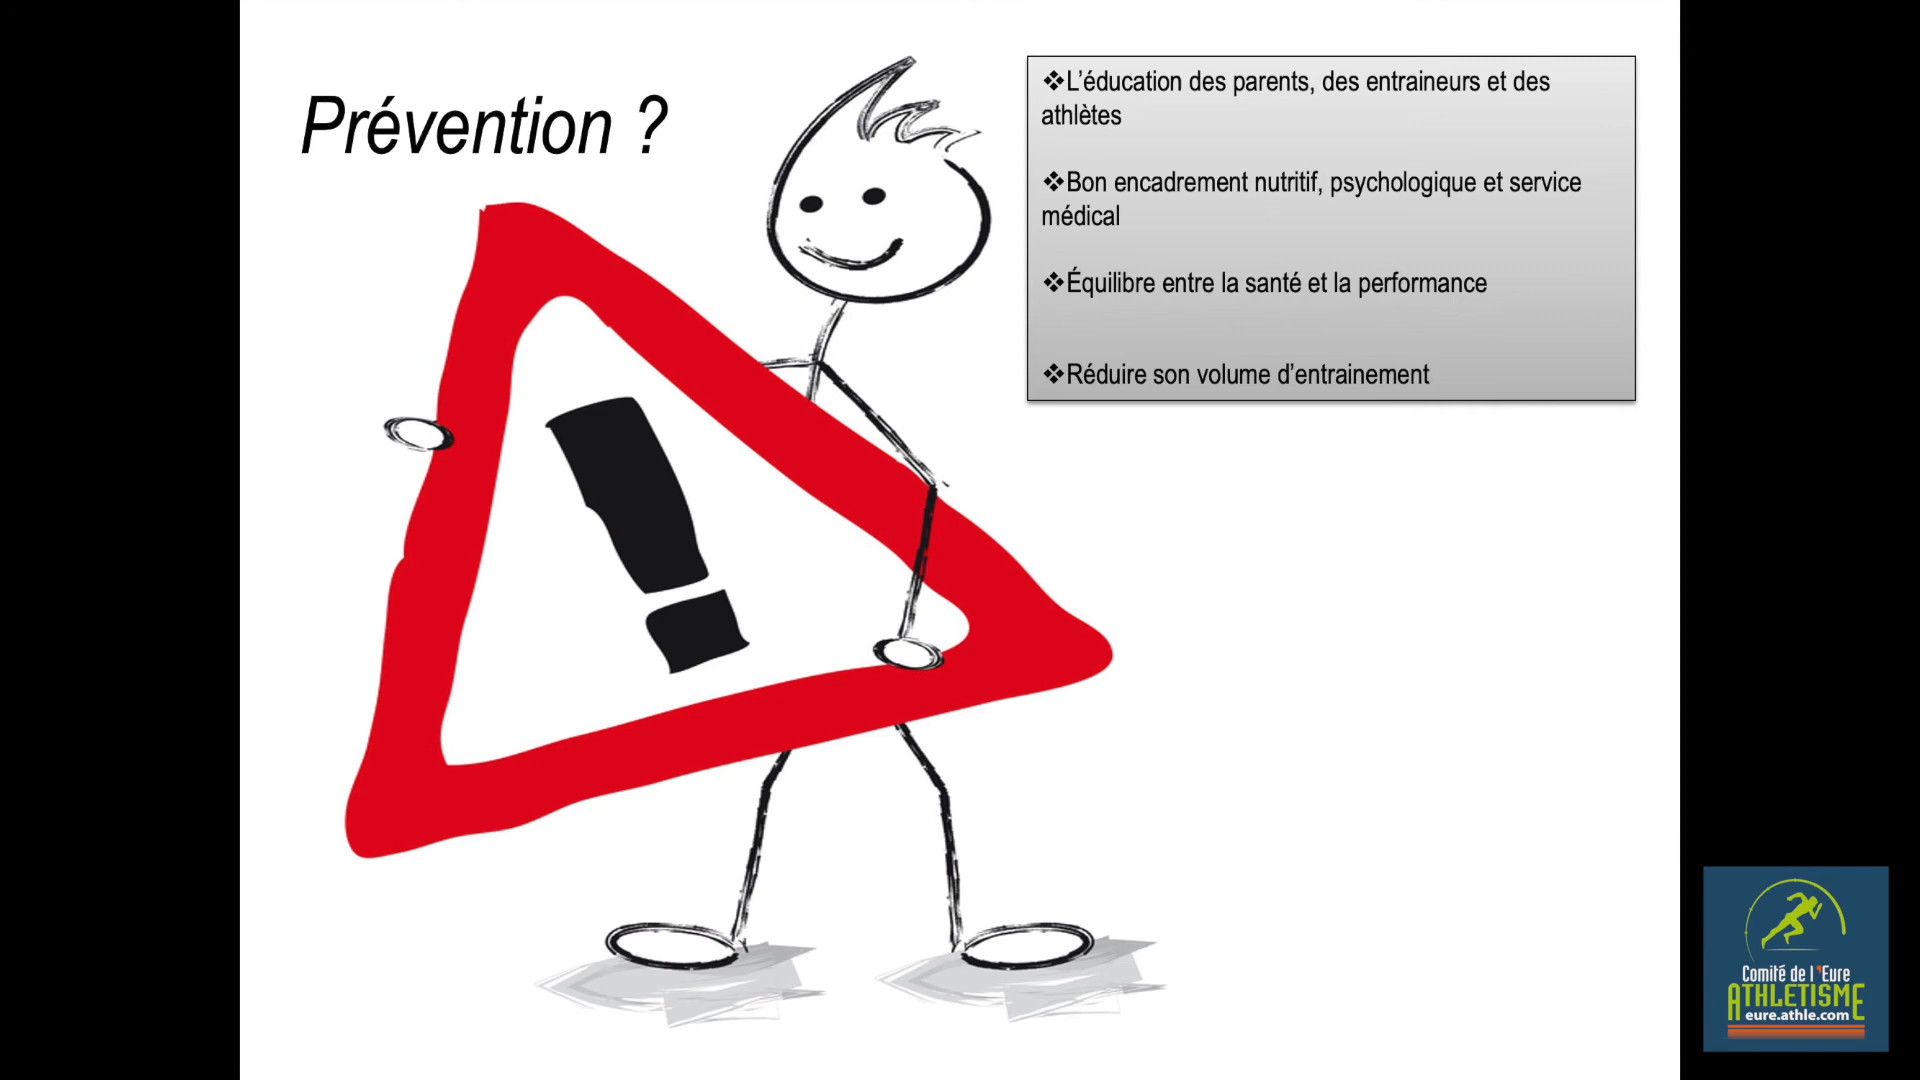 Prévention ?
❖L’éducation des parents, des entraineurs et des
athlètes
❖Bon encadrement nutritif, psychologique et service
médical
❖Équilibre entre la santé et la performance
❖Réduire son volume d’entrainement
Comité de l'Eure
ATHLETISME
eure.athle.com